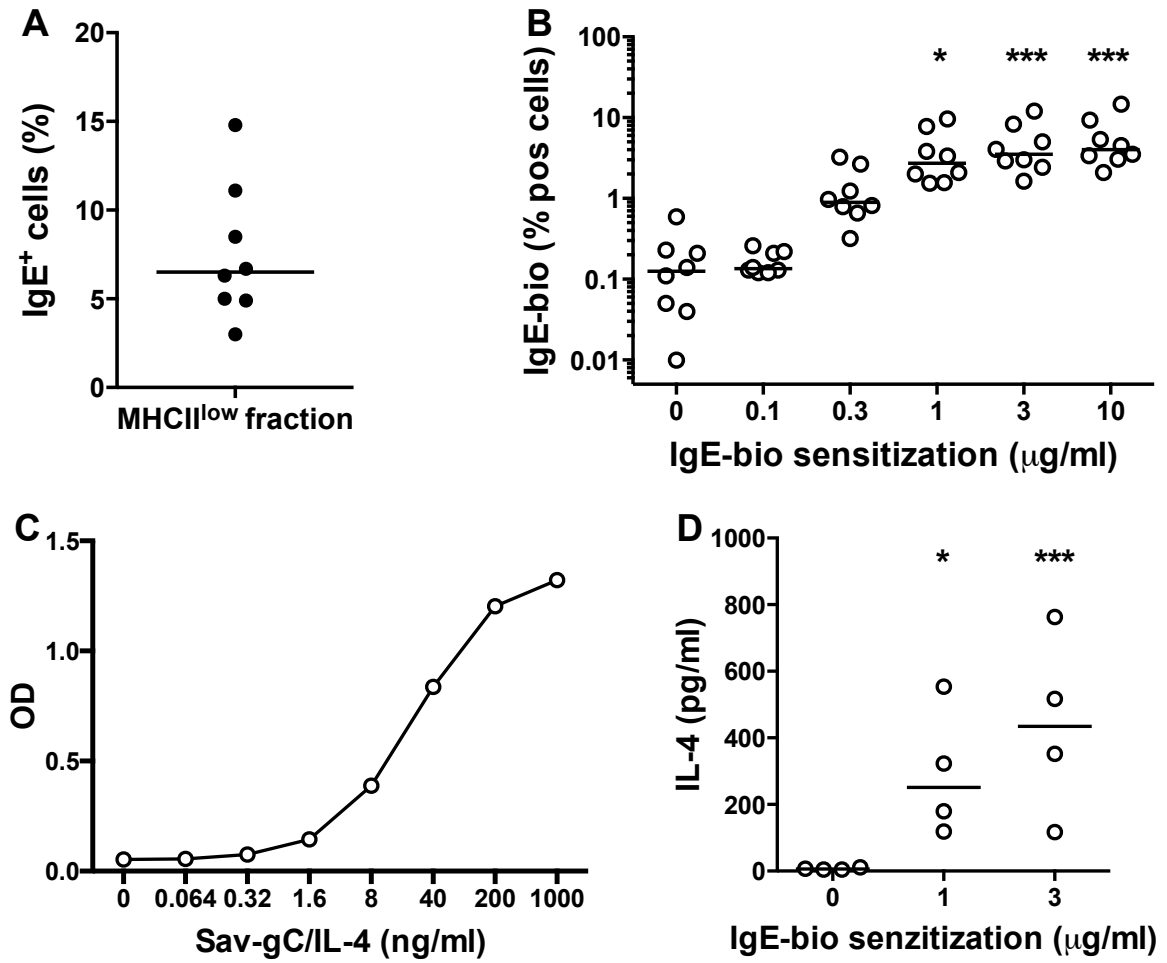 A
20
15
10
5
0
IgE+ cells (%)
MHCIIlow fraction
B
100
10
1
0.1
0.01
IgE-bio (% pos cells)
* *** ***
0 0.1 0.3 1 3 10
IgE-bio sensitization (μg/ml)
C
1.5
1.0
0.5
0.0
OD
0 0.064 0.32 1.6 8 40 200 1000
Sav-gC/IL-4 (ng/ml)
D
1000
800
600
400
200
0
IL-4 (pg/ml)
* ***
0 1 3
IgE-bio senzitization (μg/ml)